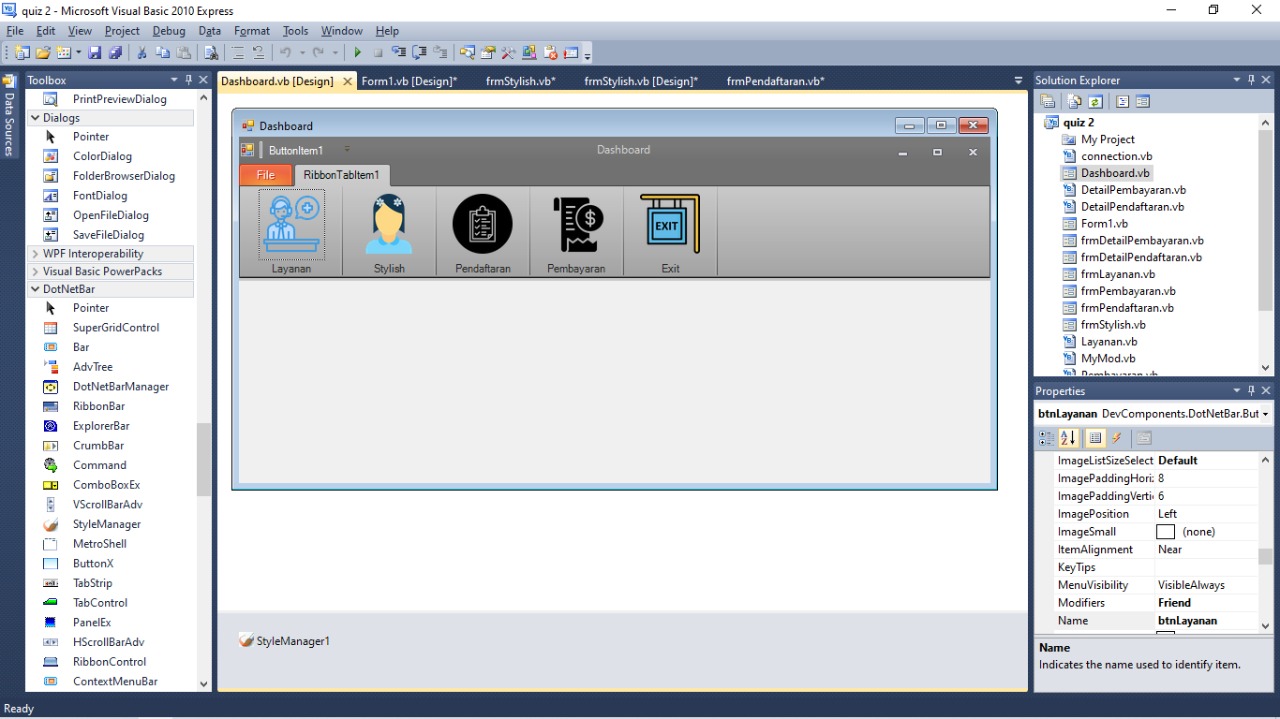 quiz 2 - Microsoft Visual Basic 2010 Express
File Edit View Project Debug Data Format Tools Window Help
Data Sources
Toolbox
PrintPreviewDialog
Dialogs
Pointer
ColorDialog
FolderBrowserDialog
FontDialog
OpenFileDialog
SaveFileDialog
WPF Interoperability
Visual Basic PowerPacks
DotNetBar
Pointer
SuperGridControl
Bar
AdvTree
DotNetBarManager
RibbonBar
ExplorerBar
CrumbBar
Command
ComboBoxEx
VScrollBarAdv
StyleManager
MetroShell
ButtonX
TabStrip
TabControl
PanelEx
HScrollBarAdv
RibbonControl
ContextMenuBar
Dashboard.vb [Design] Form1.vb [Design]* frmStylish.vb* frmStylish.vb [Design]* frmPendaftaran.vb*
Dashboard
ButtonItem1 Dashboard
File RibbonTabItem1
EXIT
Layanan Stylish Pendaftaran Pembayaran Exit
StyleManager1
Solution Explorer
quiz 2
My Project
connection.vb
Dashboard.vb
DetailPembayaran.vb
DetailPendaftaran.vb
Form1.vb
frmDetailPembayaran.vb
frmDetailPendaftaran.vb
frmLayanan.vb
frmPembayaran.vb
frmPendaftaran.vb
frmStylish.vb
Layanan.vb
MyMod.vb
Pembayaran.vb
Properties
btnLayanan DevComponents.DotNetBar.But
ImageListSizeSelect Default
ImagePaddingHori: 8
ImagePaddingVerti 6
ImagePosition Left
ImageSmall (none)
ItemAlignment Near
KeyTips
MenuVisibility VisibleAlways
Modifiers Friend
Name btnLayanan
Name
Indicates the name used to identify item.
Ready